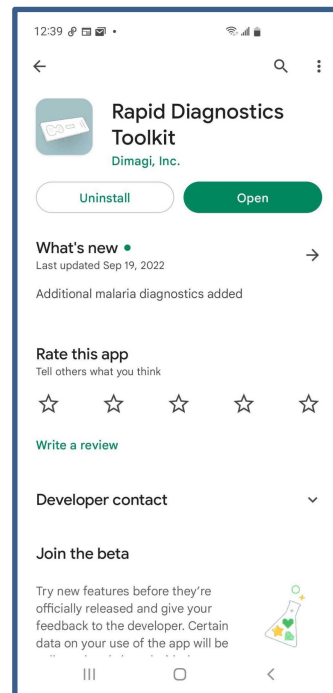 12:39
Rapid Diagnostics
Toolkit
Dimagi, Inc.
Uninstall
Open
What's new
Last updated Sep 19, 2022
Additional malaria diagnostics added
Rate this app
Tell others what you think
Write a review
Developer contact
Join the beta
Try new features before they're
officially released and give your
feedback to the developer. Certain
data on your use of the app will be